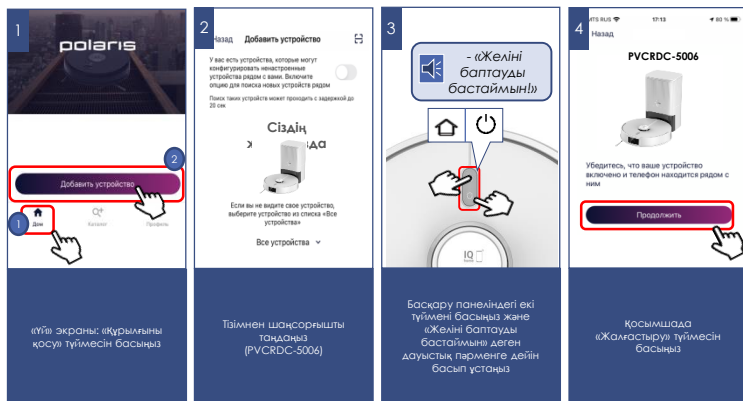 1
polaris
Добавить устройство
2
1
Дом
Каталог
Профиль
«Үй» экраны: «Құрылғыны
қосу» түймесін басыңыз
2
Назад
Добавить устройство
У вас есть устройства, которые могут
конфигурировать ненастроенные
устройства рядом с вами. Включите
опцию для поиска новых устройств рядом
Поиск таких устройств может проходить с задержкой до
20 сек
Сіздің
Если вы не видите свое устройство,
выберите устройство из списка «Все
устройства»
Все устройства
Тізімнен шаңсорғышты
таңдаңыз
(PVCRDC-5006)
3
- «Желіні
баптауды
бастаймын!»
IQ
home
Басқару панеліндегі екі
түймені басыңыз және
«Желіні баптауды
бастаймын» деген
дауыстық пәрменге дейін
басып ұстаңыз
4
MTS RUS
17:13
80 %
Назад
PVCRDC-5006
Убедитесь, что ваше устройство
включено и телефон находится рядом с
ним
Продолжить
Қосымшада
«Жалғастыру» түймесін
басыңыз